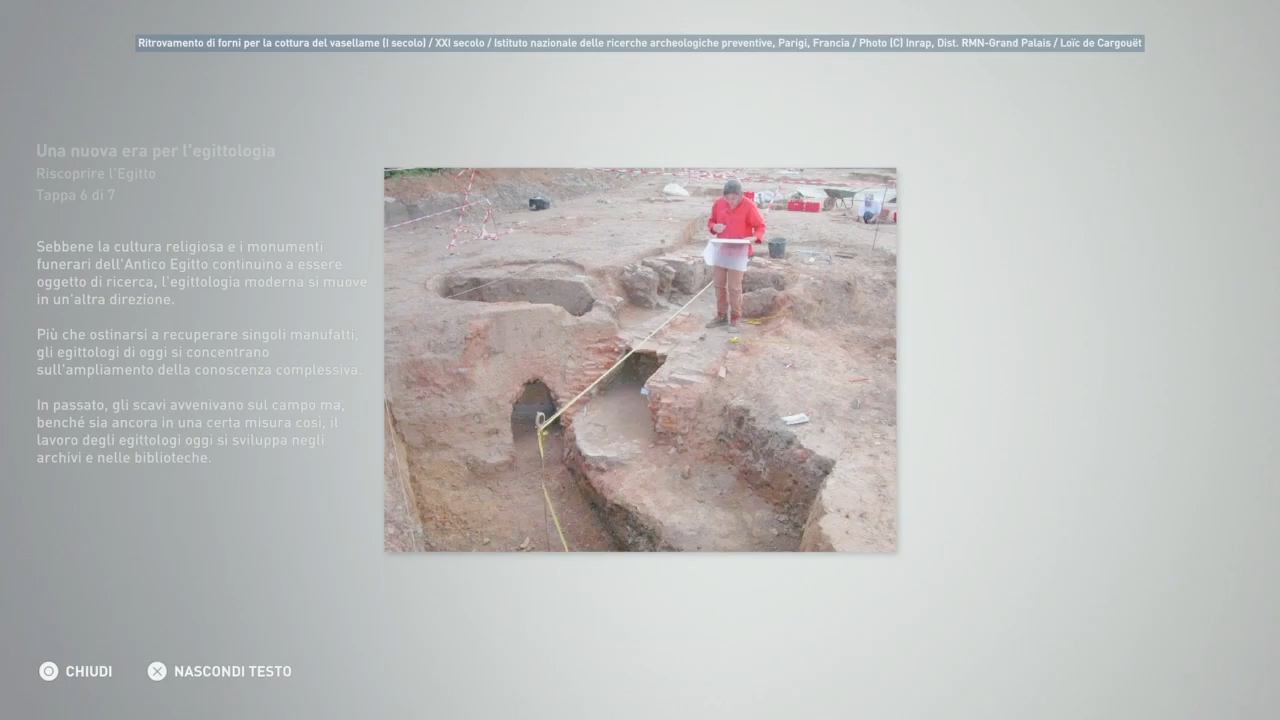 Ritrovamento di forni per la cottura del vasellame (I secolo) / XXI secolo / Istituto nazionale delle ricerche archeologiche preventive, Parigi, Francia / Photo (C) Inrap, Dist. RMN-Grand Palais / Loïc de Cargouët
Una nuova era per l'egittologia
Riscoprire l'Egitto
Tappa 6 di 7
Sebbene la cultura religiosa e i monumenti
funerari dell'Antico Egitto continuino a essere
oggetto di ricerca, l'egittologia moderna si muove
in un'altra direzione.
Più che ostinarsi a recuperare singoli manufatti,
gli egittologi di oggi si concentrano
sull'ampliamento della conoscenza complessiva.
In passato, gli scavi avvenivano sul campo ma,
benché sia ancora in una certa misura così, il
lavoro degli egittologi oggi si sviluppa negli
archivi e nelle biblioteche.
CHIUDI
NASCONDI TESTO